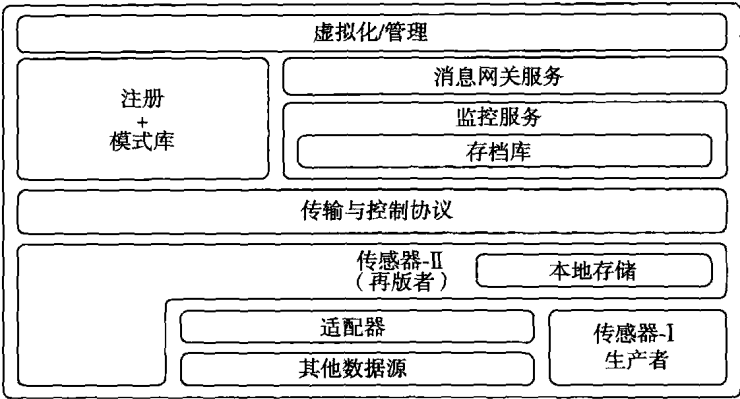 虚拟化/管理
注册
+
模式库
消息网关服务
监控服务
存档库
传输与控制协议
传感器-Ⅱ
（再版者）
本地存储
适配器
其他数据源
传感器-Ⅰ
生产者